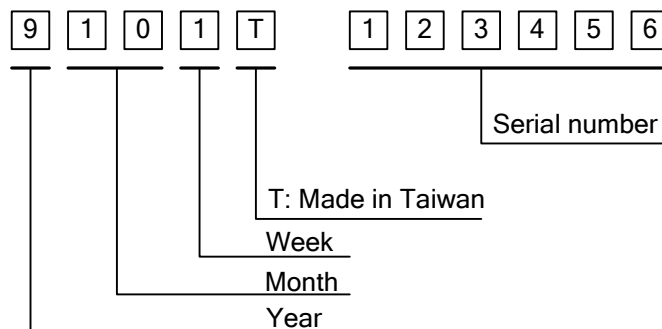 9 1 0 1 T 1 2 3 4 5 6
Serial number
T: Made in Taiwan
Week
Month
Year